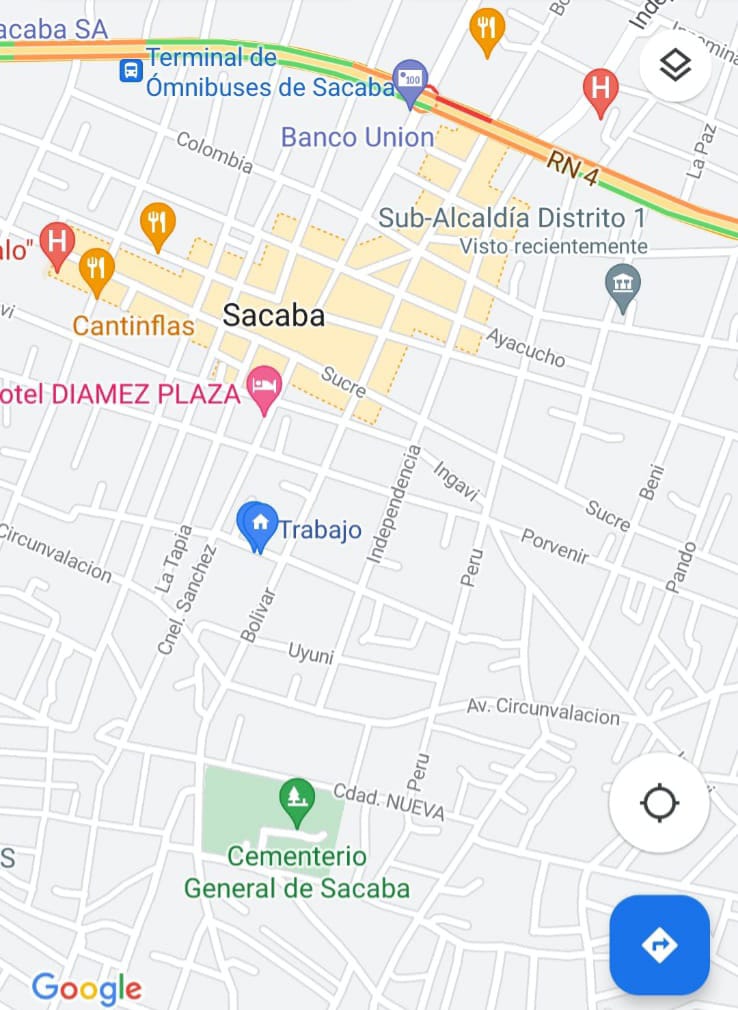 acaba SA
Terminal de
Ómnibuses de Sacaba
100
Banco Union
H
Colombia
RN 4
La Paz
Sub-Alcaldía Distrito 1
Visto recientemente
H
alo"
Cantinflas
Sacaba
Ayacucho
Sucre
otel DIAMEZ PLAZA
Independencia
Ingavi
Beni
Sucre
Trabajo
Porvenir
Circunvalacion
La Tapia
Cnel. Sanchez
Peru
Pando
Bolivar
Uyuni
Av. Circunvalacion
Peru
Cdad. NUEVA
Cementerio
General de Sacaba
S
Google